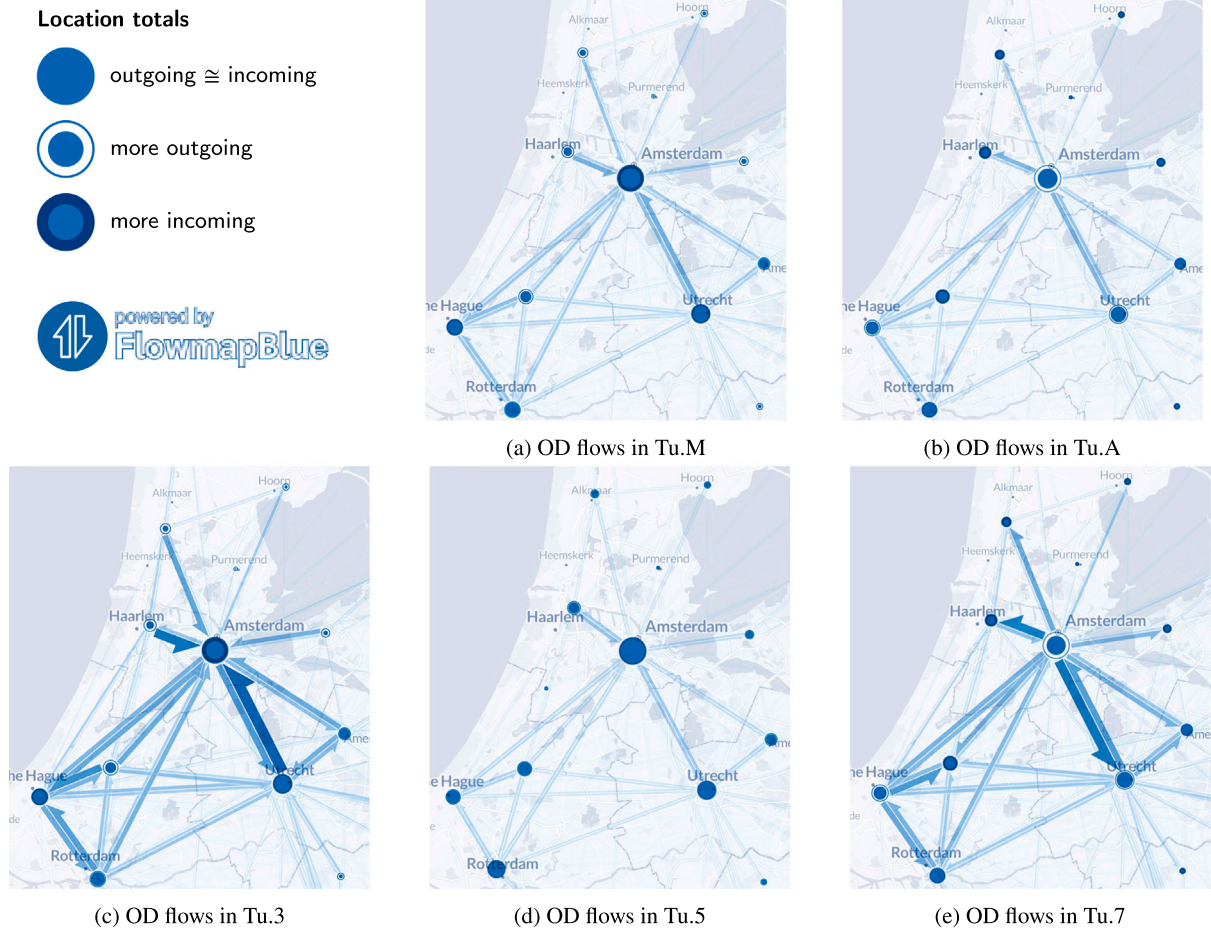 Location totals
outgoing ≅ incoming
more outgoing
more incoming
powered by
FlowmapBlue
Hoorn
Alkmaar
Heemskerk
Purmerend
Haarlem
Amsterdam
Ame
he Hague
Utrecht
Rotterdam
(a) OD flows in Tu.M
Hoorn
Alkmaar
Heemskerk
Purmerend
Haarlem
Amsterdam
Ame
he Hague
Utrecht
de
Rotterdam
(b) OD flows in Tu.A
Hoorn
Alkmaar
Heemskerk
Purmerend
Haarlem
Amsterdam
Ame
he Hague
Utrecht
Rotterdam
(c) OD flows in Tu.3
Hoorn
Alkmaar
Heemskerk
Purmerend
Haarlem
Amsterdam
Ame
e Hague
Utrecht
de
Rotterdam
(d) OD flows in Tu.5
Hoorn
Alkmaar
Heemskerk
Purmerend
Haarlem
Amsterdam
Ame
e Hague
Utrecht
de
Rotterdam
(e) OD flows in Tu.7